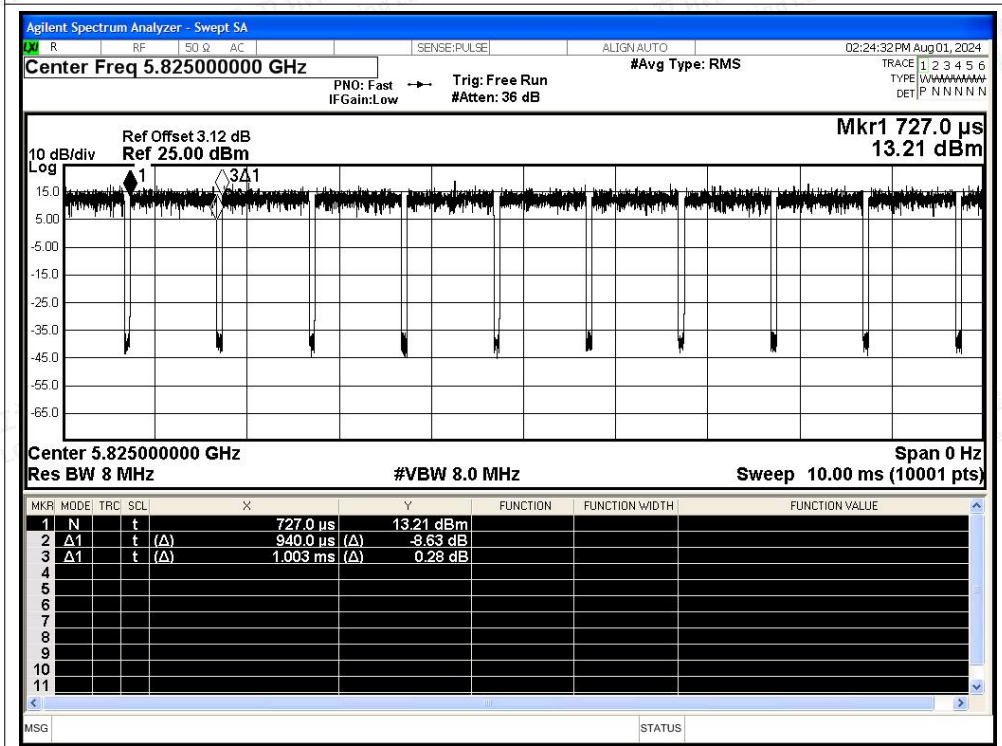 Agilent Spectrum Analyzer - Swept SA
LXI R RF 50 Ω AC SENSE:PULSE ALIGN AUTO 02:24:32 PM Aug 01, 2024
Center Freq 5.825000000 GHz #Avg Type: RMS TRACE 1 2 3 4 5 6
PNO: Fast Trig: Free Run TYPE WWWWWW
IFGain:Low #Atten: 36 dB DET P N N N N N
Mkr1 727.0 µs
Ref Offset 3.12 dB
10 dB/div Ref 25.00 dBm 13.21 dBm
Log
1 3Δ1
15.0
5.00
-5.00
-15.0
-25.0
-35.0
-45.0
-55.0
-65.0
Center 5.825000000 GHz Span 0 Hz
Res BW 8 MHz #VBW 8.0 MHz Sweep 10.00 ms (10001 pts)
MKR MODE TRC SCL X Y FUNCTION FUNCTION WIDTH FUNCTION VALUE
1 N t 727.0 µs 13.21 dBm
2 Δ1 t (Δ) 940.0 µs (Δ) -8.63 dB
3 Δ1 t (Δ) 1.003 ms (Δ) 0.28 dB
4
5
6
7
8
9
10
11
MSG STATUS